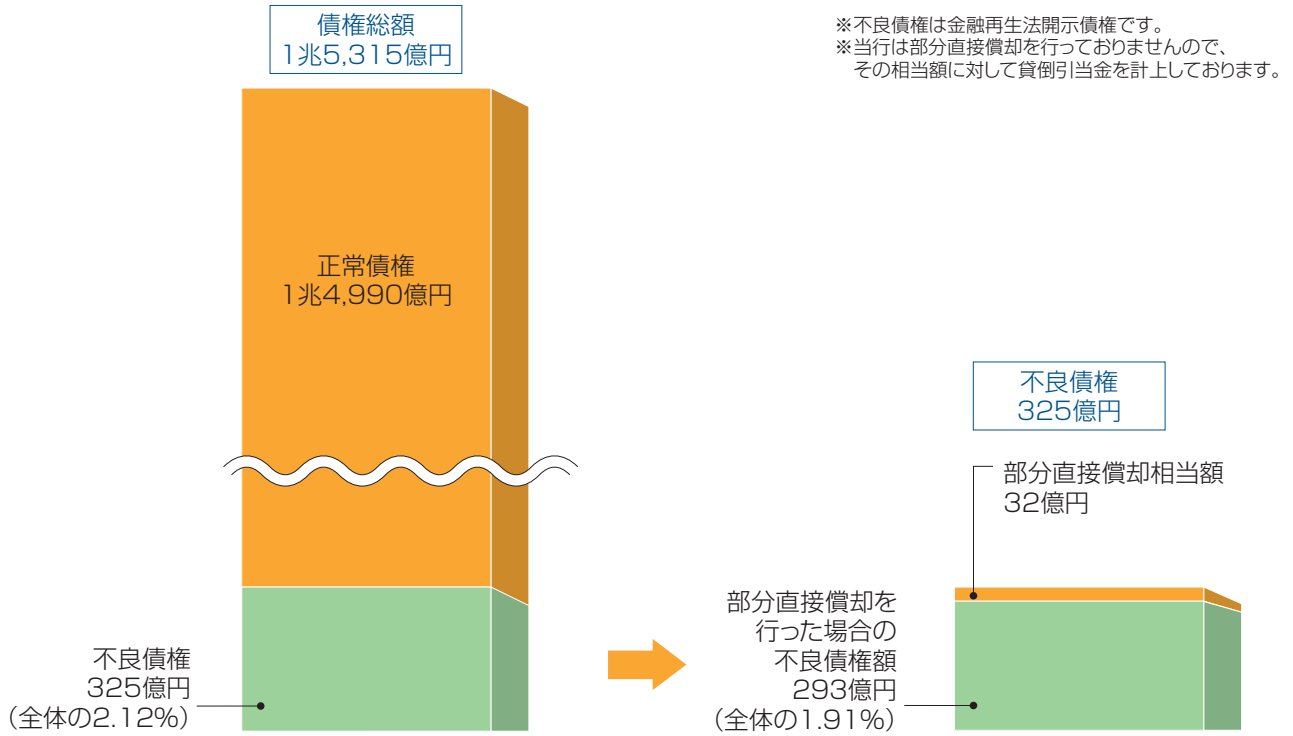 債権総額
1兆5,315億円
※不良債権は金融再生法開示債権です。
※当行は部分直接償却を行っておりませんので、
その相当額に対して貸倒引当金を計上しております。
正常債権
1兆4,990億円
不良債権
325億円
(全体の2.12%)
不良債権
325億円
部分直接償却相当額
32億円
部分直接償却を
行った場合の
不良債権額
293億円
(全体の1.91%)